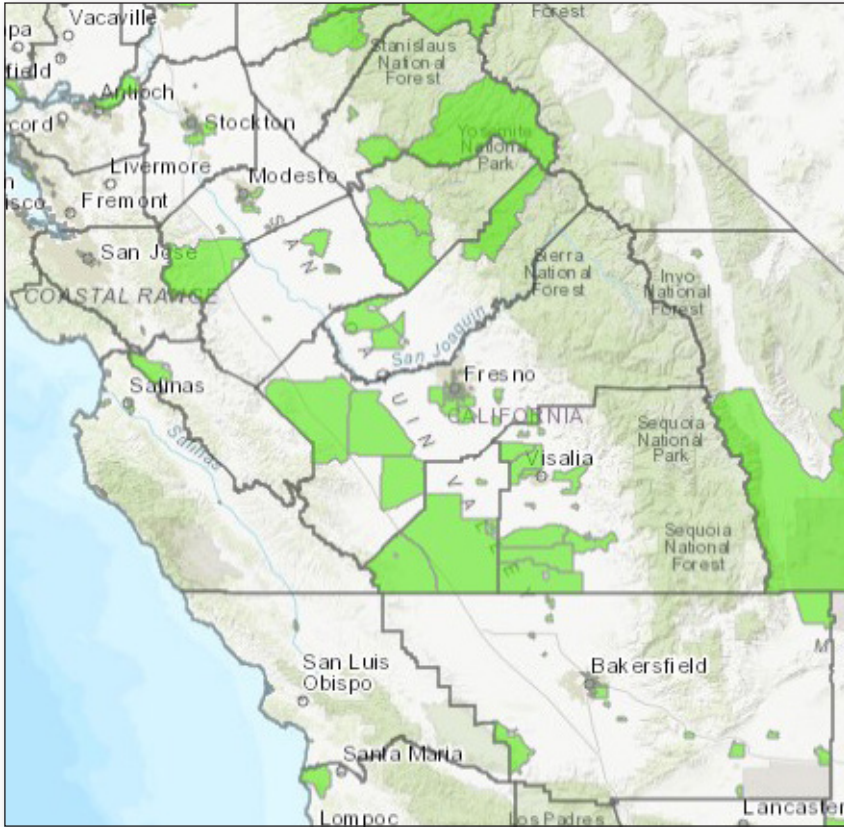 Vacaville
Forest
Stanislaus
National
Forest
field
Antioch
cord
Stockton
Yosemite
National
Park
Livermore
Modesto
Fremont
San Jose
COASTAL RANGE
Sierra
National
Forest
Inyo
National
Forest
San Joaquin
SAN JOAQUIN VALLEY
Fresno
CALIFORNIA
Salinas
Salinas
Sequoia
National
Park
Visalia
Sequoia
National
Forest
San Luis
Obispo
Bakersfield
M
Santa Maria
Lompoc
Los Padres
Lancaster